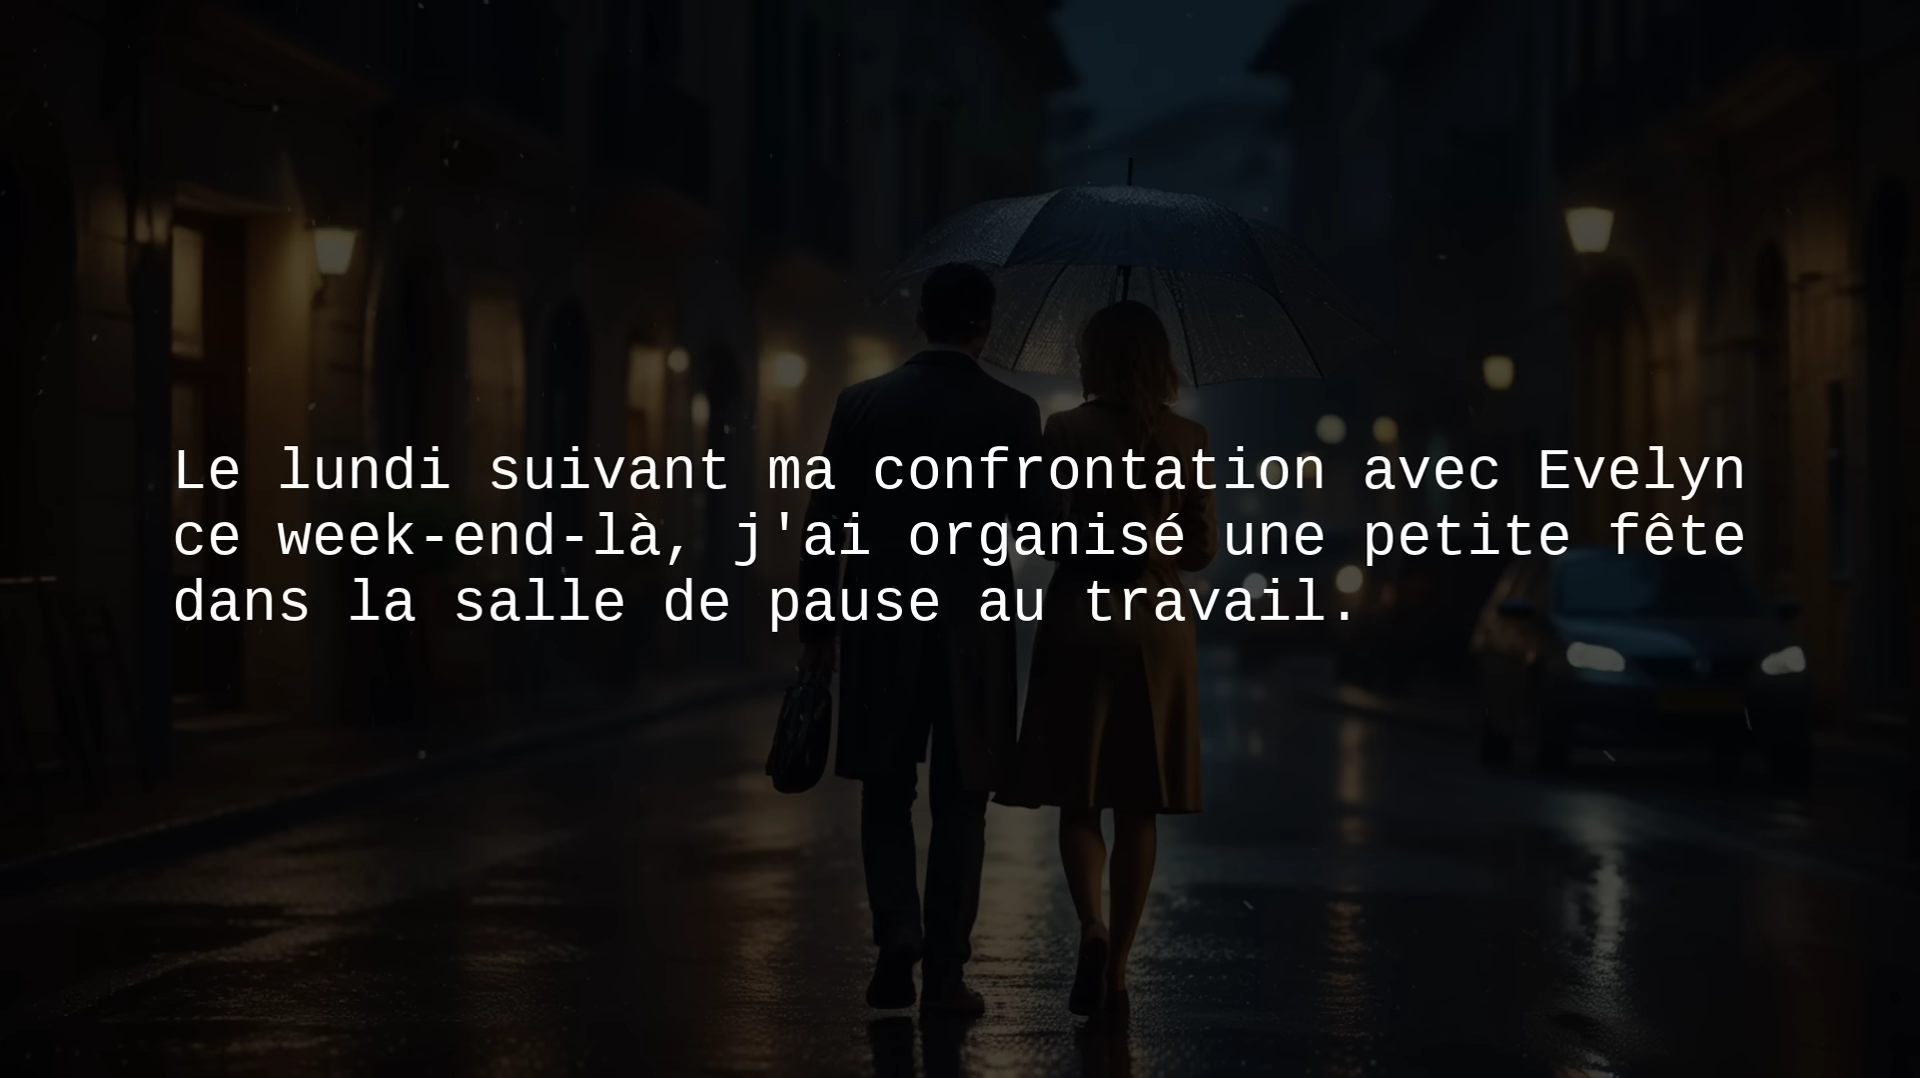 Le lundi suivant ma confrontation avec Evelyn
ce week-end-là, j'ai organisé une petite fête
dans la salle de pause au travail.